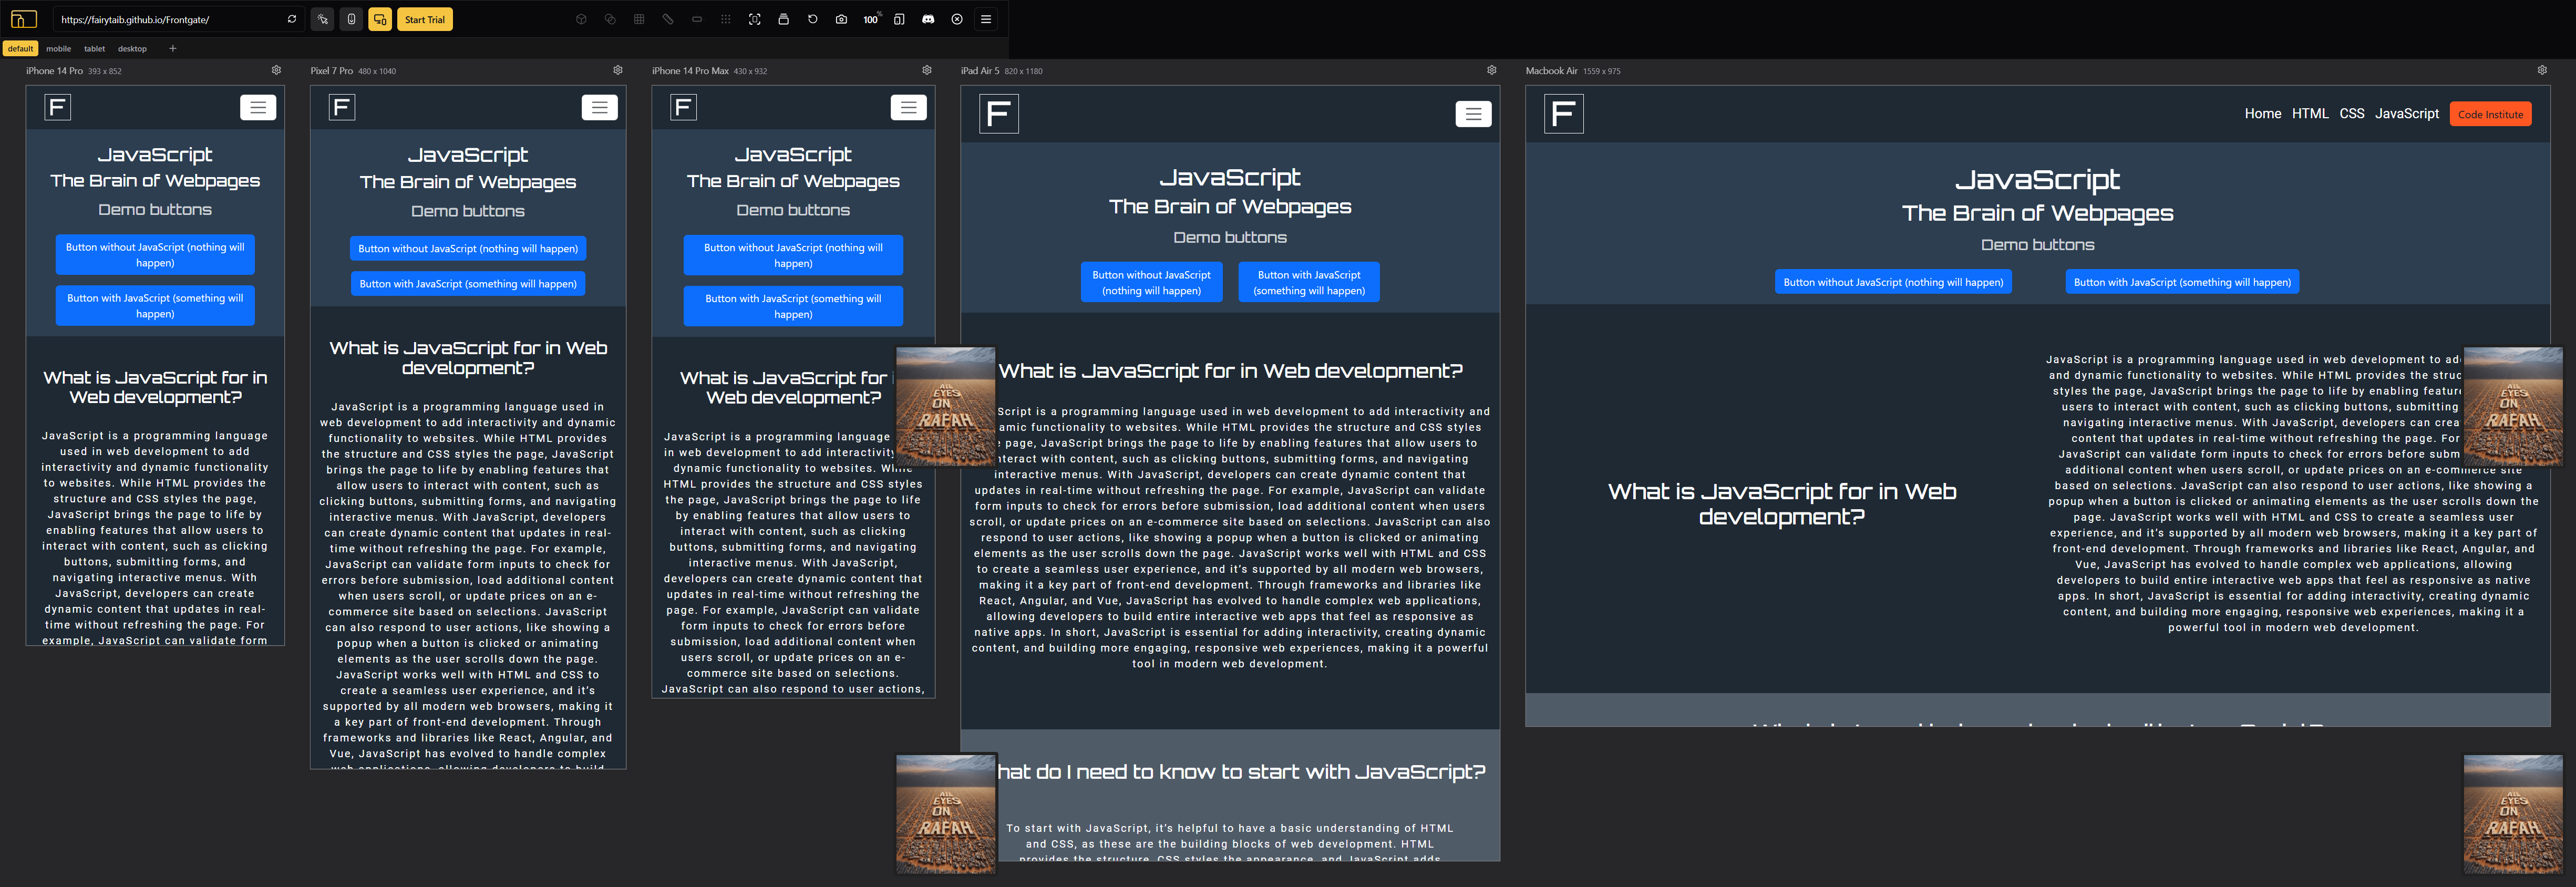 https://fairytaib.github.io/Frontgate/
Start Trial
100%
default mobile tablet desktop +
iPhone 14 Pro 393 x 852
F
JavaScript
The Brain of Webpages
Demo buttons
Button without JavaScript (nothing will
happen)
Button with JavaScript (something will
happen)
What is JavaScript for in
Web development?
JavaScript is a programming language
used in web development to add
interactivity and dynamic functionality
to websites. While HTML provides the
structure and CSS styles the page,
JavaScript brings the page to life by
enabling features that allow users to
interact with content, such as clicking
buttons, submitting forms, and
navigating interactive menus. With
JavaScript, developers can create
dynamic content that updates in real-
time without refreshing the page. For
example, JavaScript can validate form
Pixel 7 Pro 480 x 1040
F
JavaScript
The Brain of Webpages
Demo buttons
Button without JavaScript (nothing will happen)
Button with JavaScript (something will happen)
What is JavaScript for in Web
development?
JavaScript is a programming language used in
web development to add interactivity and dynamic
functionality to websites. While HTML provides
the structure and CSS styles the page, JavaScript
brings the page to life by enabling features that
allow users to interact with content, such as
clicking buttons, submitting forms, and navigating
interactive menus. With JavaScript, developers
can create dynamic content that updates in real-
time without refreshing the page. For example,
JavaScript can validate form inputs to check for
errors before submission, load additional content
when users scroll, or update prices on an e-
commerce site based on selections. JavaScript
can also respond to user actions, like showing a
popup when a button is clicked or animating
elements as the user scrolls down the page.
JavaScript works well with HTML and CSS to
create a seamless user experience, and it's
supported by all modern web browsers, making it
a key part of front-end development. Through
frameworks and libraries like React, Angular, and
Vue, JavaScript has evolved to handle complex
web applications, allowing developers to build
iPhone 14 Pro Max 430 x 932
F
JavaScript
The Brain of Webpages
Demo buttons
Button without JavaScript (nothing will
happen)
Button with JavaScript (something will
happen)
What is JavaScript for
Web development?
JavaScript is a programming language
in web development to add interactivity
dynamic functionality to websites. While
HTML provides the structure and CSS styles
the page, JavaScript brings the page to life
by enabling features that allow users to
interact with content, such as clicking
buttons, submitting forms, and navigating
interactive menus. With JavaScript,
developers can create dynamic content that
updates in real-time without refreshing the
page. For example, JavaScript can validate
form inputs to check for errors before
submission, load additional content when
users scroll, or update prices on an e-
commerce site based on selections.
JavaScript can also respond to user actions,
ALL
EYES
ON
RAFAH
ALL
EYES
ON
RAFAH
iPad Air 5 820 x 1180
F
JavaScript
The Brain of Webpages
Demo buttons
Button without JavaScript
(nothing will happen)
Button with JavaScript
(something will happen)
What is JavaScript for in Web development?
Script is a programming language used in web development to add interactivity and
amic functionality to websites. While HTML provides the structure and CSS styles
page, JavaScript brings the page to life by enabling features that allow users to
nteract with content, such as clicking buttons, submitting forms, and navigating
interactive menus. With JavaScript, developers can create dynamic content that
updates in real-time without refreshing the page. For example, JavaScript can validate
form inputs to check for errors before submission, load additional content when users
scroll, or update prices on an e-commerce site based on selections. JavaScript can also
respond to user actions, like showing a popup when a button is clicked or animating
elements as the user scrolls down the page. JavaScript works well with HTML and CSS
to create a seamless user experience, and it's supported by all modern web browsers,
making it a key part of front-end development. Through frameworks and libraries like
React, Angular, and Vue, JavaScript has evolved to handle complex web applications,
allowing developers to build entire interactive web apps that feel as responsive as
native apps. In short, JavaScript is essential for adding interactivity, creating dynamic
content, and building more engaging, responsive web experiences, making it a powerful
tool in modern web development.
hat do I need to know to start with JavaScript?
To start with JavaScript, it's helpful to have a basic understanding of HTML
and CSS, as these are the building blocks of web development. HTML
provides the structure, CSS styles the appearance, and JavaScript adds
Macbook Air 1559 x 975
F
Home HTML CSS JavaScript Code Institute
JavaScript
The Brain of Webpages
Demo buttons
Button without JavaScript (nothing will happen)
Button with JavaScript (something will happen)
What is JavaScript for in Web
development?
JavaScript is a programming language used in web development to ad
and dynamic functionality to websites. While HTML provides the struc
styles the page, JavaScript brings the page to life by enabling feature
users to interact with content, such as clicking buttons, submitting
navigating interactive menus. With JavaScript, developers can crea
content that updates in real-time without refreshing the page. For
JavaScript can validate form inputs to check for errors before subm
additional content when users scroll, or update prices on an e-commerce site
based on selections. JavaScript can also respond to user actions, like showing a
popup when a button is clicked or animating elements as the user scrolls down the
page. JavaScript works well with HTML and CSS to create a seamless user
experience, and it's supported by all modern web browsers, making it a key part of
front-end development. Through frameworks and libraries like React, Angular, and
Vue, JavaScript has evolved to handle complex web applications, allowing
developers to build entire interactive web apps that feel as responsive as native
apps. In short, JavaScript is essential for adding interactivity, creating dynamic
content, and building more engaging, responsive web experiences, making it a
powerful tool in modern web development.
ALL
EYES
ON
RAFAH
ALL
EYES
ON
RAFAH